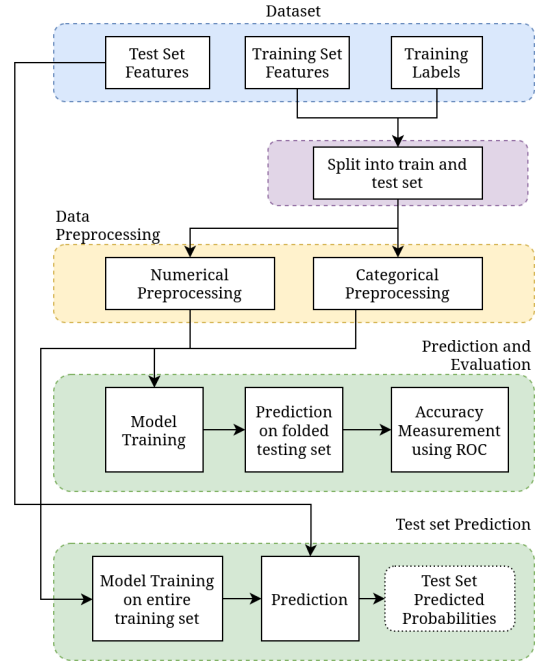 Dataset
Test Set
Features
Training Set
Features
Training
Labels
Split into train and
test set
Data
Preprocessing
Numerical
Preprocessing
Categorical
Preprocessing
Prediction and
Evaluation
Model
Training
Prediction
on folded
testing set
Accuracy
Measurement
using ROC
Test set Prediction
Model Training
on entire
training set
Prediction
Test Set
Predicted
Probabilities